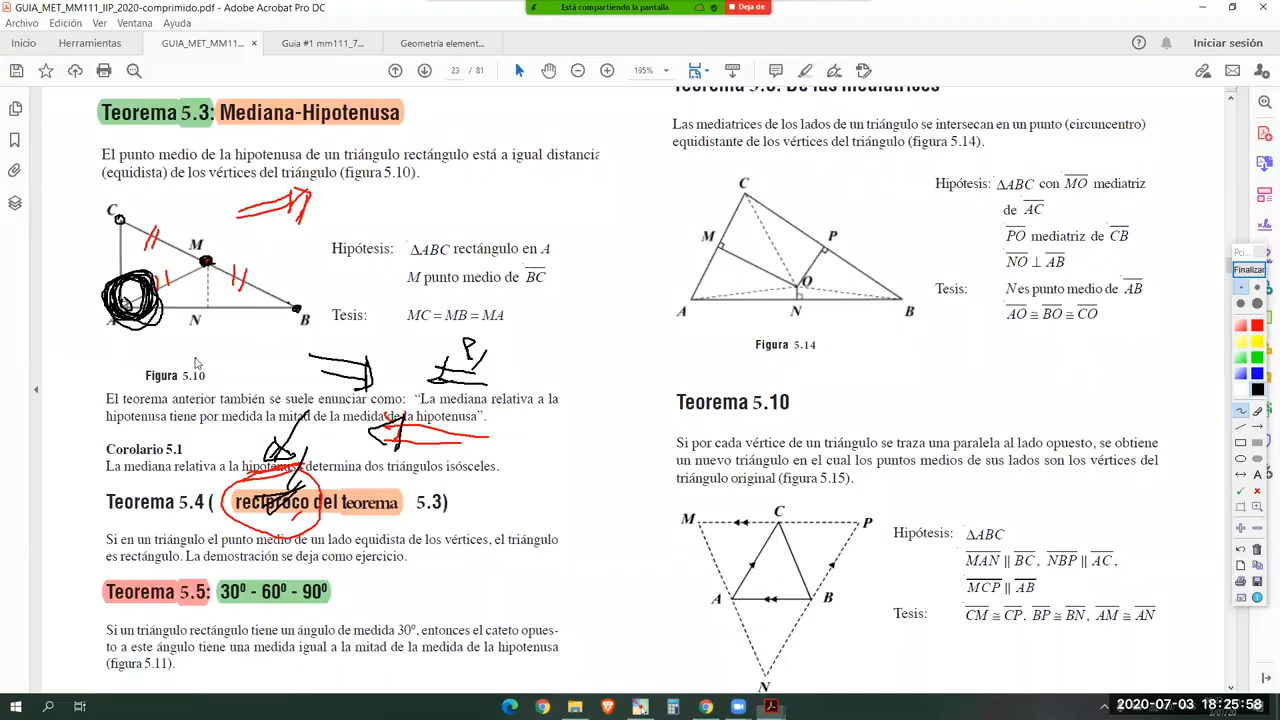 GUIA_MET_MM111_IIP_2020-comprimido.pdf - Adobe Acrobat Pro DC
Está compartiendo la pantalla
Deja de
Archivo Edición Ver Ventana Ayuda
Inicio Herramientas GUIA_MET_MM11... × Guia #1 mm111_7... Geometría element... Iniciar sesión
23 / 81 195%
Teorema 5.3: Mediana-Hipotenusa
El punto medio de la hipotenusa de un triángulo rectángulo está a igual distancia
(equidista) de los vértices del triángulo (figura 5.10).
C
M
A
N
B
Hipótesis: ΔABC rectángulo en A
M punto medio de BC
Tesis: MC = MB = MA
P
Figura 5.10
El teorema anterior también se suele enunciar como: “La mediana relativa a la
hipotenusa tiene por medida la mitad de la medida de la hipotenusa”.
Corolario 5.1
La mediana relativa a la hipotenusa determina dos triángulos isósceles.
Teorema 5.4 ( recíproco del teorema 5.3)
Si en un triángulo el punto medio de un lado equidista de los vértices, el triángulo
es rectángulo. La demostración se deja como ejercicio.
Teorema 5.5: 30⁰ - 60⁰ - 90⁰
Si un triángulo rectángulo tiene un ángulo de medida 30º, entonces el cateto opues-
to a este ángulo tiene una medida igual a la mitad de la medida de la hipotenusa
(figura 5.11).
De las mediatrices
Las mediatrices de los lados de un triángulo se intersecan en un punto (circuncentro)
equidistante de los vértices del triángulo (figura 5.14).
C
M
P
O
A
N
B
Hipótesis: ΔABC con MO mediatriz
de AC
PO mediatriz de CB
NO ⊥ AB
Tesis: N es punto medio de AB
AO ≅ BO ≅ CO
Figura 5.14
Teorema 5.10
Si por cada vértice de un triángulo se traza una paralela al lado opuesto, se obtiene
un nuevo triángulo en el cual los puntos medios de sus lados son los vértices del
triángulo original (figura 5.15).
M
C
P
A
B
N
Hipótesis: ΔABC
MAN ∥ BC, NBP ∥ AC,
MCP ∥ AB
Tesis: CM ≅ CP, BP ≅ BN, AM ≅ AN
Po...
Finalizar
A
2020-07-03 18:25:58